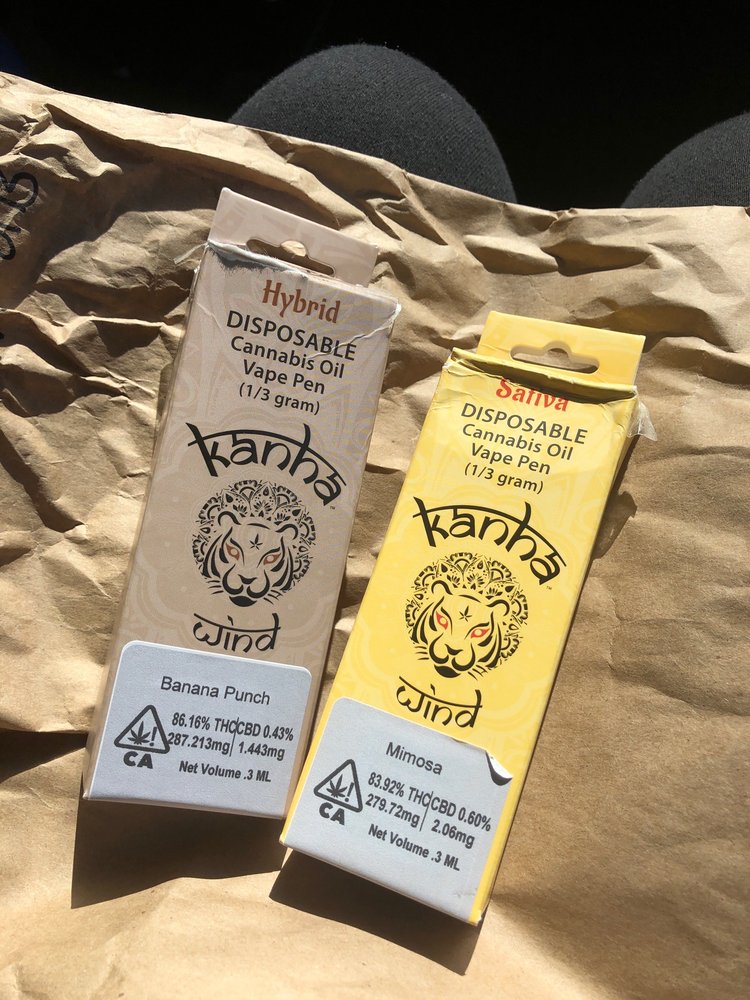 Hybrid
DISPOSABLE
Cannabis Oil
Vape Pen
(1/3 gram)
kanha
TM
wind
Banana Punch
86.16% THC CBD 0.43%
287.213mg 1.443mg
CA
Net Volume .3 ML
Sativa
DISPOSABLE
Cannabis Oil
Vape Pen
(1/3 gram)
kanha
TM
wind
Mimosa
83.92% THC CBD 0.60%
279.72mg 2.06mg
CA
Net Volume .3 ML